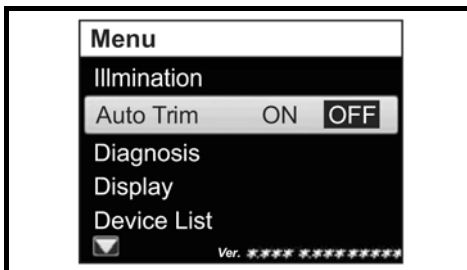 Menu
Illmination
Auto Trim ON OFF
Diagnosis
Display
Device List
Ver. *.*** *.*********